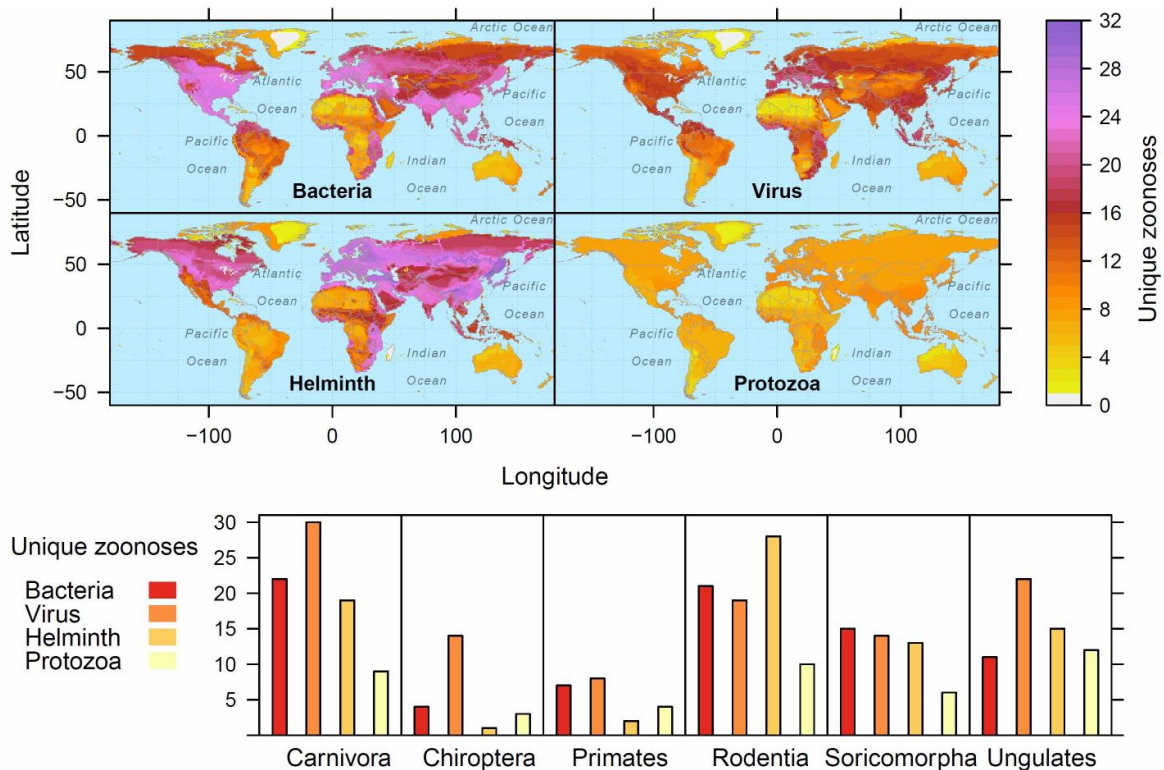 Arctic Ocean
Arctic Ocean
Atlantic
Ocean
Pacific
Ocean
Pacific
Ocean
Indian
Ocean
Bacteria
Atlantic
Ocean
Pacific
Ocean
Pacific
Ocean
Indian
Ocean
Virus
Arctic Ocean
Arctic Ocean
Atlantic
Ocean
Pacific
Ocean
Pacific
Ocean
Indian
Ocean
Helminth
Atlantic
Ocean
Pacific
Ocean
Pacific
Ocean
Indian
Ocean
Protozoa
Latitude
50
0
−50
50
0
−50
−100 0 100 −100 0 100
Longitude
32
28
24
20
16
12
8
4
0
Unique zoonoses
Unique zoonoses
Bacteria
Virus
Helminth
Protozoa
30
25
20
15
10
5
Carnivora Chiroptera Primates Rodentia Soricomorpha Ungulates